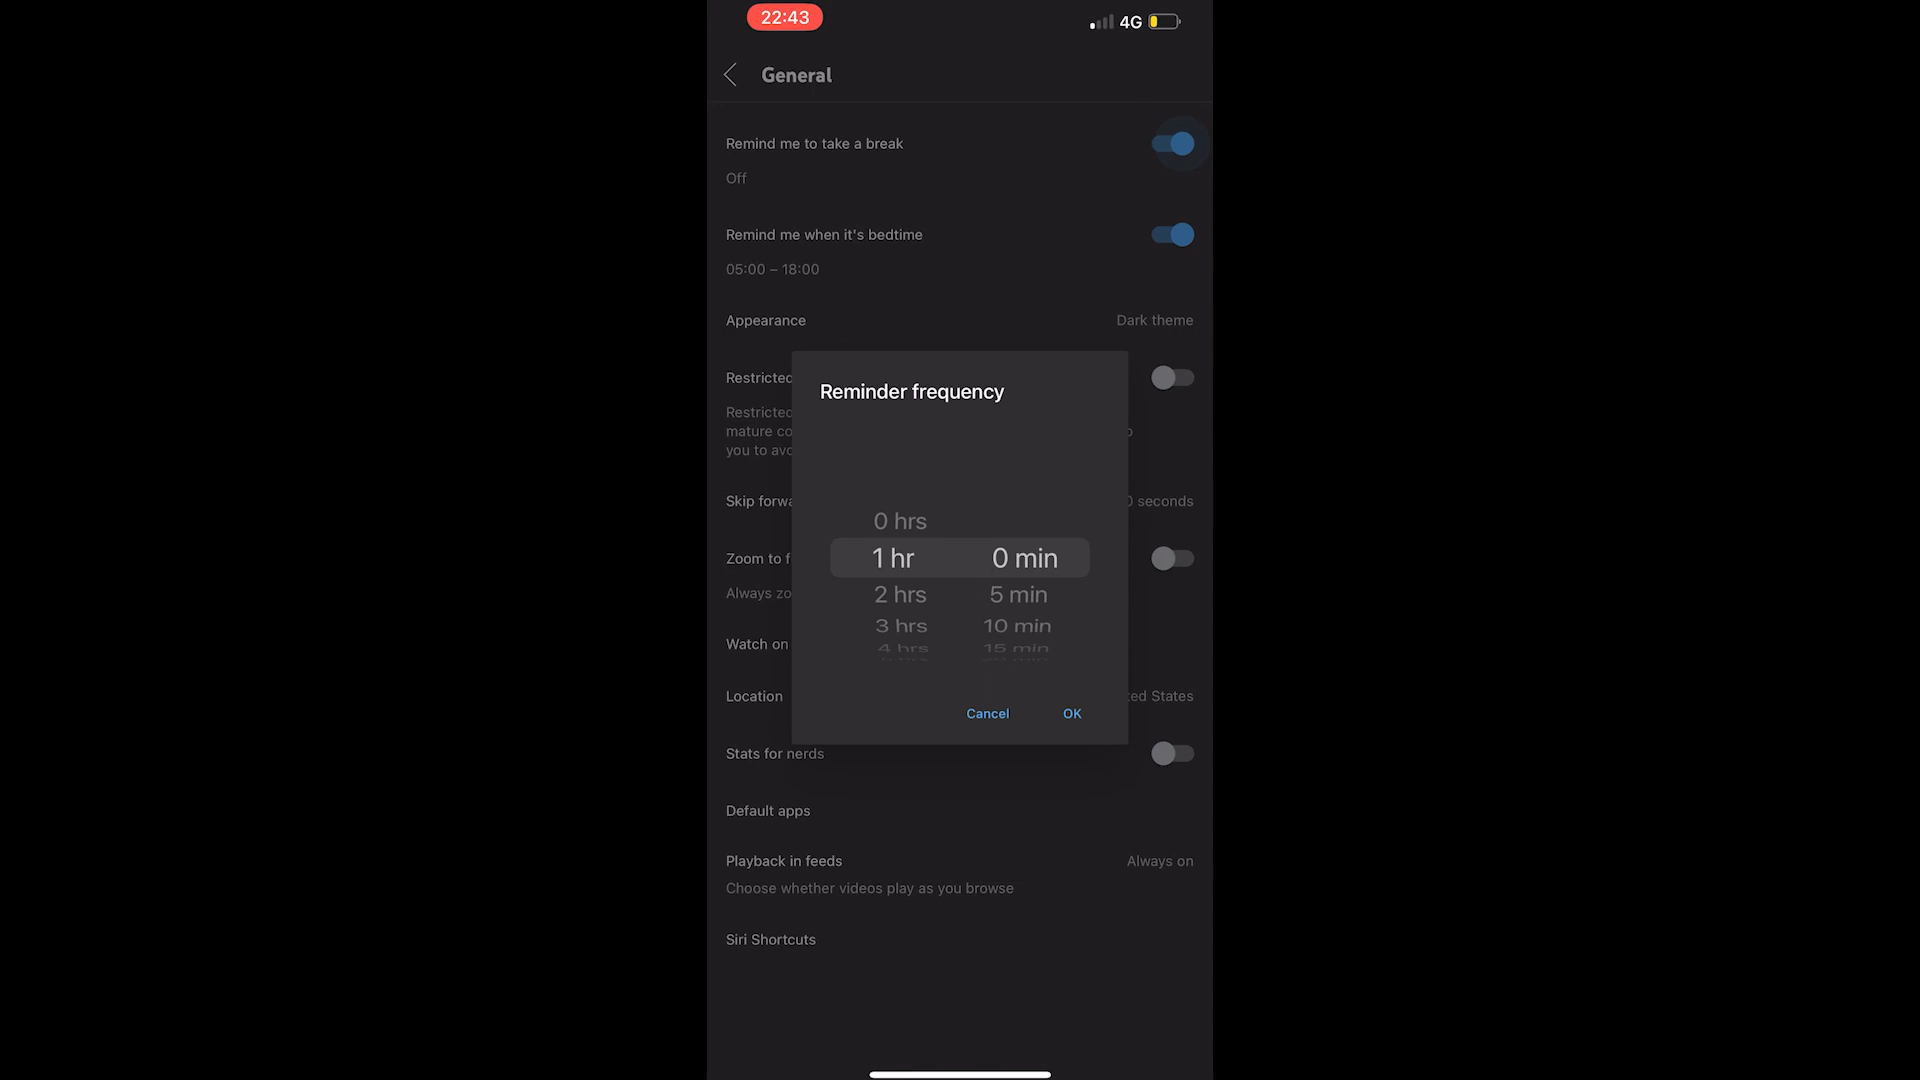 22:43
4G
General
Remind me to take a break
Off
Remind me when it's bedtime
05:00 – 18:00
Appearance
Dark theme
Restricted
Restricted
mature co
you to avo
Skip forwa
seconds
Zoom to f
Always zo
Watch on
Location
ted States
Reminder frequency
0 hrs
1 hr 0 min
2 hrs 5 min
3 hrs 10 min
4 hrs 15 min
Cancel OK
Stats for nerds
Default apps
Playback in feeds
Always on
Choose whether videos play as you browse
Siri Shortcuts